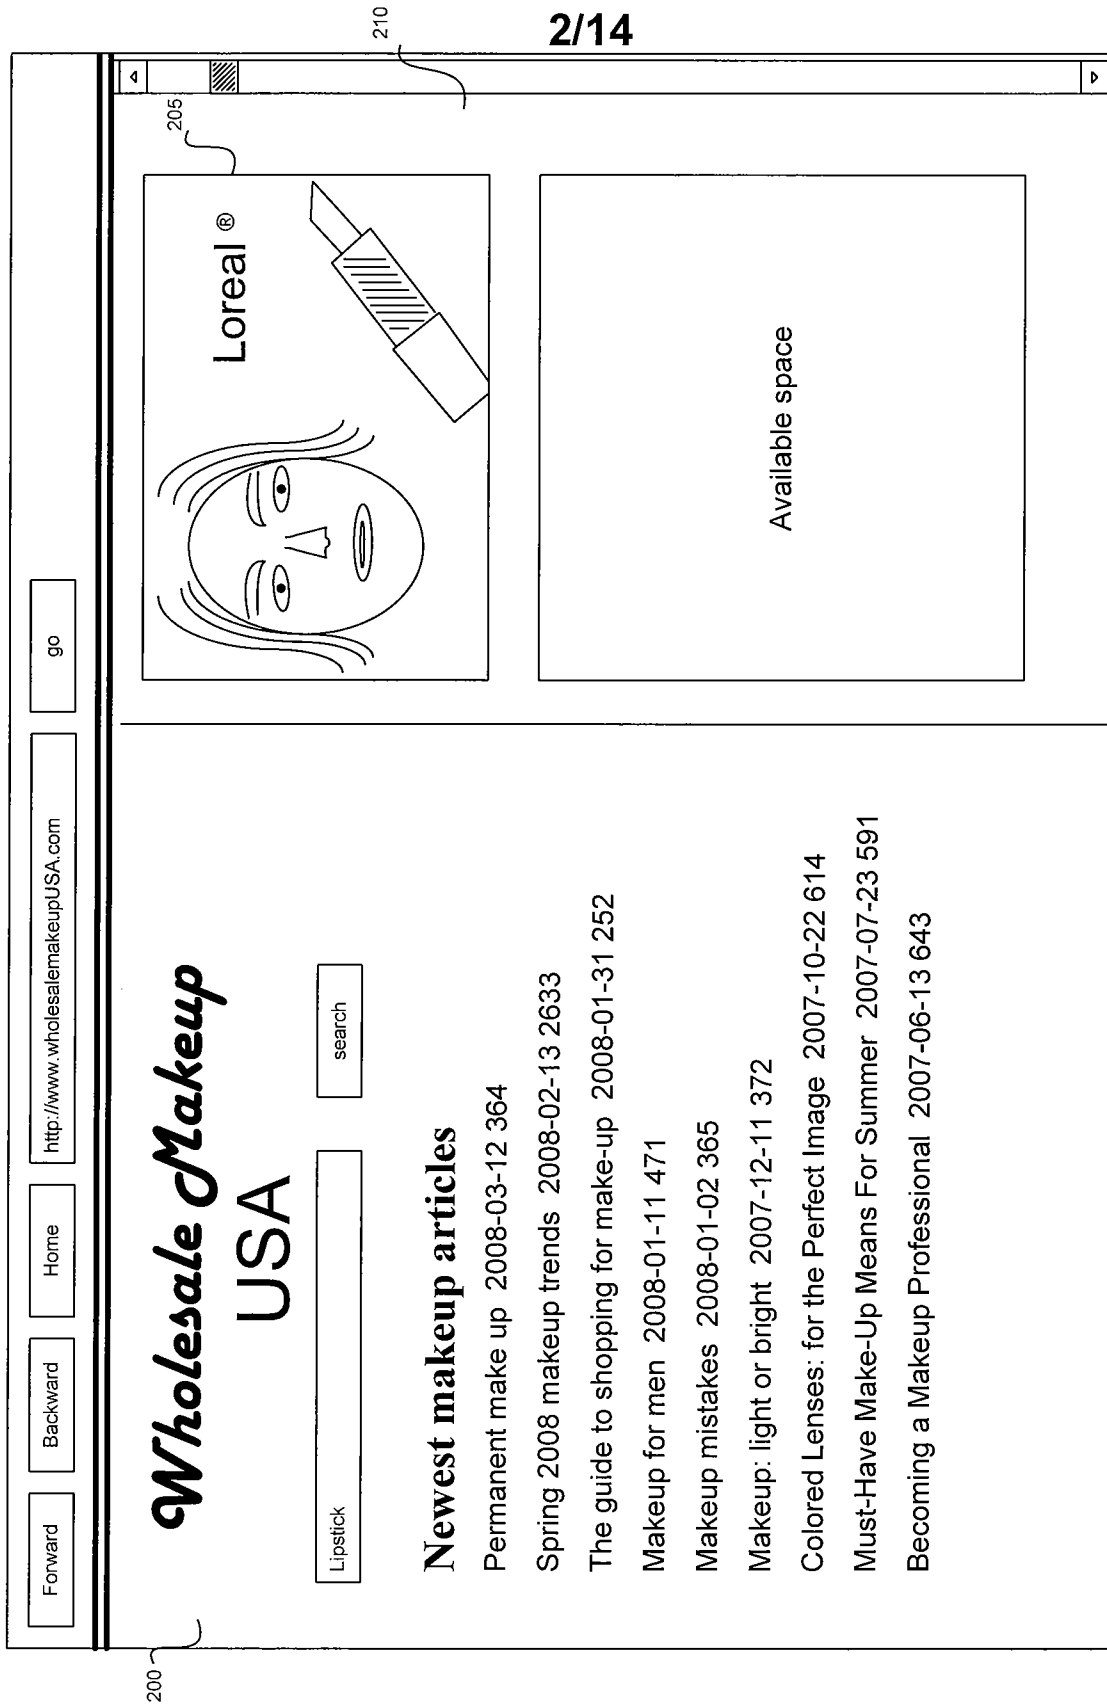 2/14
Forward
Backward
Home
http://www.wholesalemakeupUSA.com
go
200
Wholesale Makeup
USA
Lipstick
search
Newest makeup articles
Permanent make up 2008-03-12 364
Spring 2008 makeup trends 2008-02-13 2633
The guide to shopping for make-up 2008-01-31 252
Makeup for men 2008-01-11 471
Makeup mistakes 2008-01-02 365
Makeup: light or bright 2007-12-11 372
Colored Lenses: for the Perfect Image 2007-10-22 614
Must-Have Make-Up Means For Summer 2007-07-23 591
Becoming a Makeup Professional 2007-06-13 643
205
Loreal ®
210
Available space